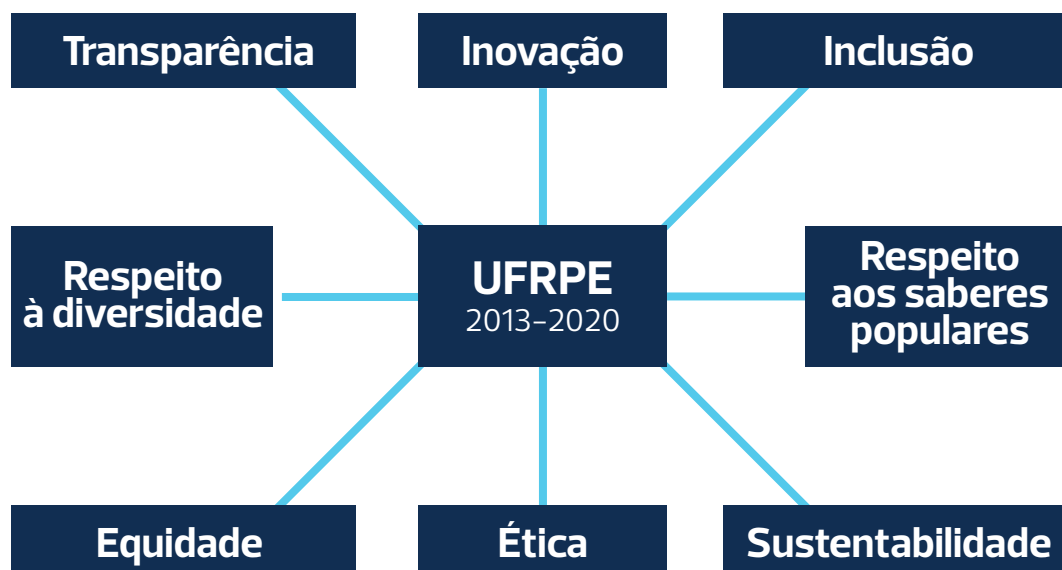 Transparência
Inovação
Inclusão
Respeito
à diversidade
UFRPE
2013-2020
Respeito
aos saberes
populares
Equidade
Ética
Sustentabilidade